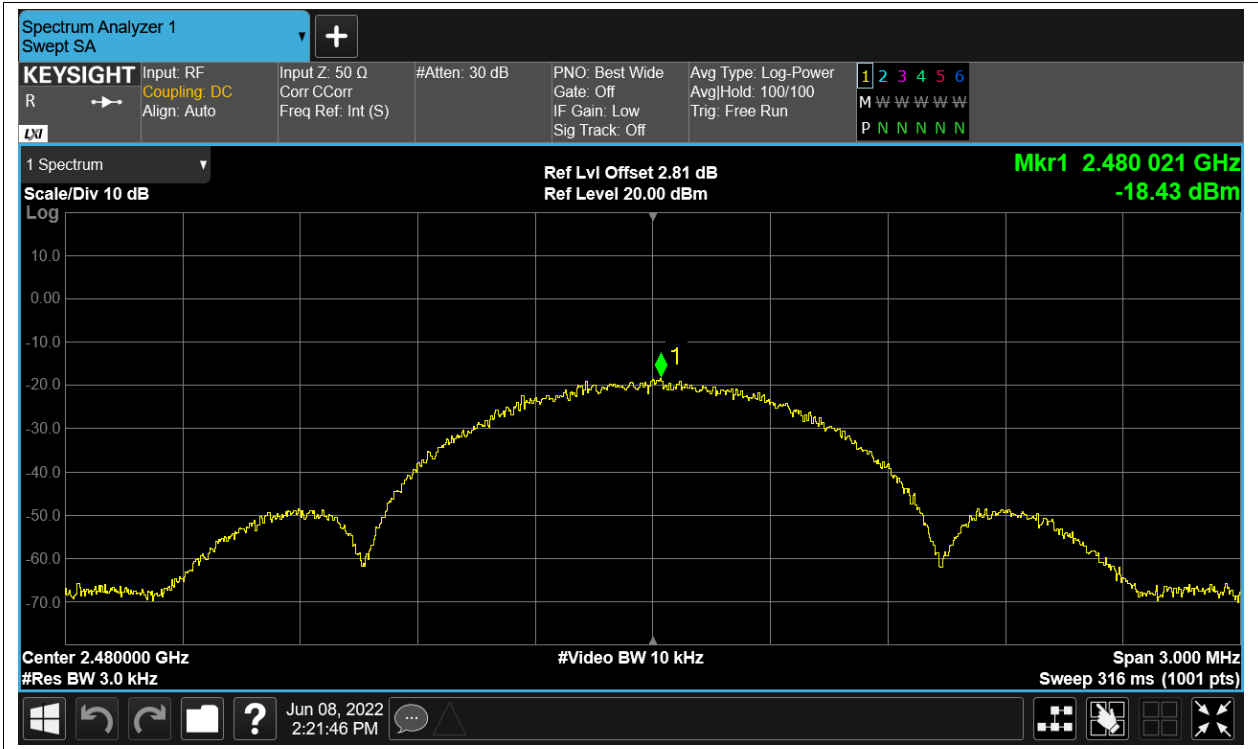 Spectrum Analyzer 1
Swept SA
+
KEYSIGHT
R
LXI
Input: RF
Coupling: DC
Align: Auto
Input Z: 50 Ω
Corr CCorr
Freq Ref: Int (S)
#Atten: 30 dB
PNO: Best Wide
Gate: Off
IF Gain: Low
Sig Track: Off
Avg Type: Log-Power
Avg|Hold: 100/100
Trig: Free Run
1 2 3 4 5 6
M W W W W W
P N N N N N
1 Spectrum
Scale/Div 10 dB
Log
Ref Lvl Offset 2.81 dB
Ref Level 20.00 dBm
Mkr1 2.480 021 GHz
-18.43 dBm
10.0
0.00
-10.0
1
-20.0
-30.0
-40.0
-50.0
-60.0
-70.0
Center 2.480000 GHz
#Video BW 10 kHz
Span 3.000 MHz
#Res BW 3.0 kHz
Sweep 316 ms (1001 pts)
?
Jun 08, 2022
2:21:46 PM